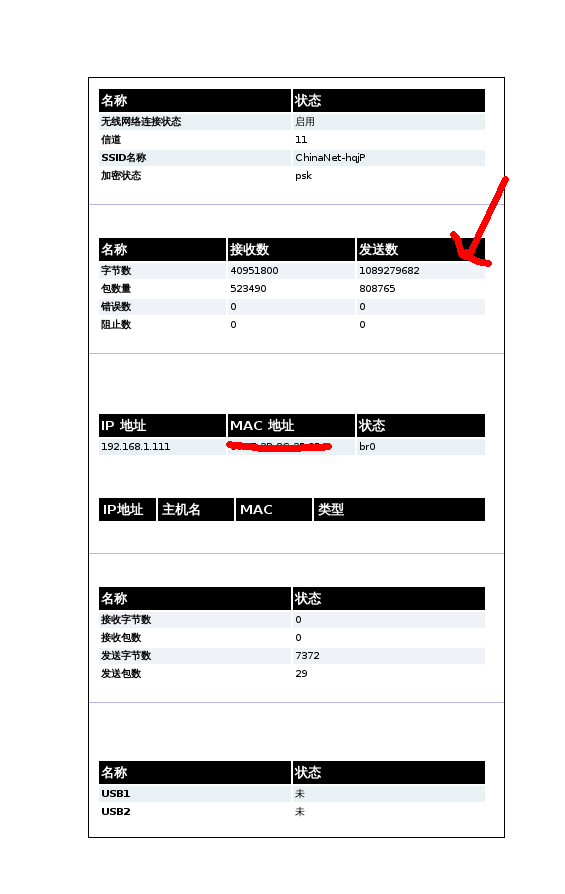 名称 状态
无线网络连接状态 启用
信道 11
SSID名称 ChinaNet-hqjP
加密状态 psk
名称 接收数 发送数
字节数 40951800 1089279682
包数量 523490 808765
错误数 0 0
阻止数 0 0
IP 地址 MAC 地址 状态
192.168.1.111 br0
IP地址 主机名 MAC 类型
名称 状态
接收字节数 0
接收包数 0
发送字节数 7372
发送包数 29
名称 状态
USB1 未
USB2 未